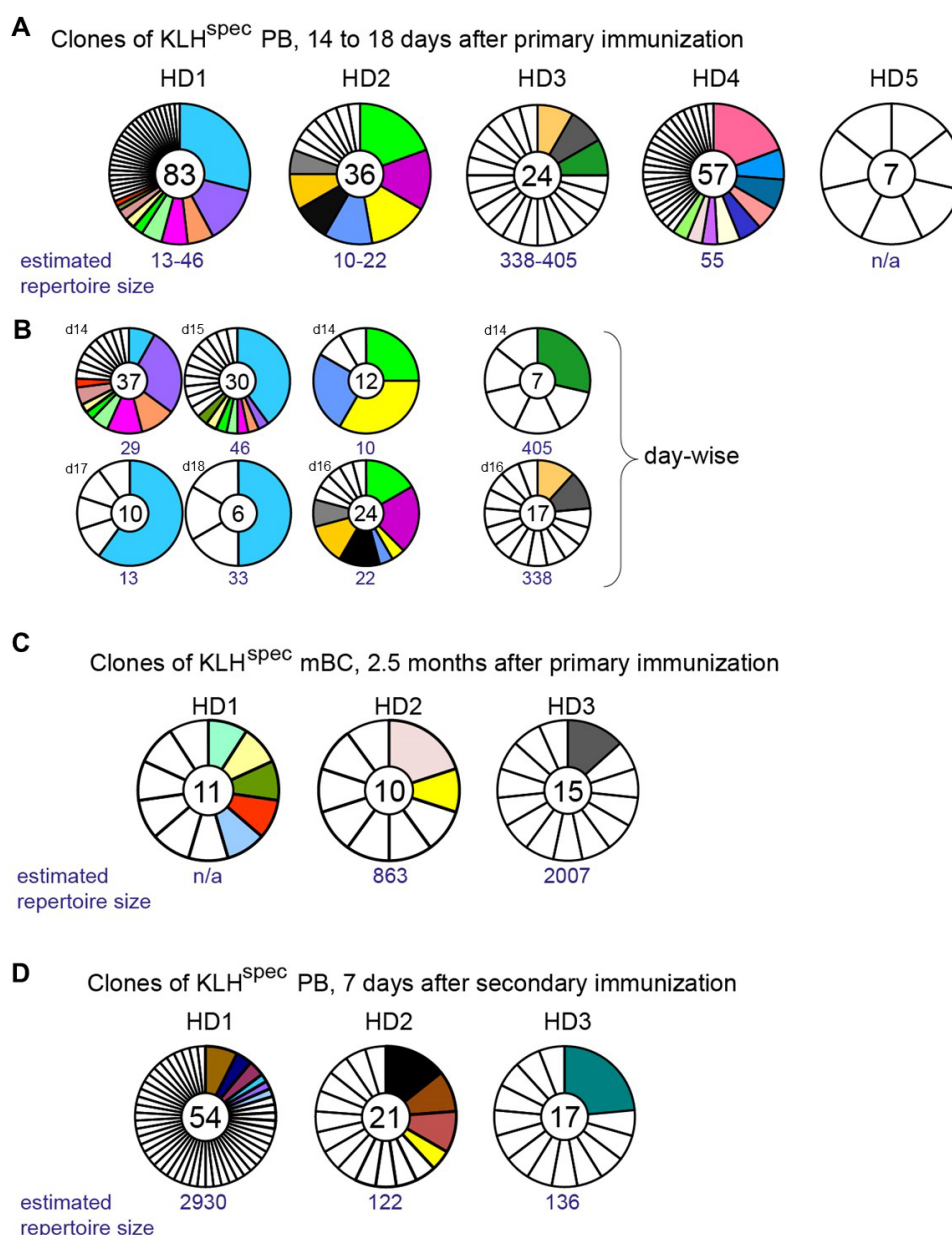 A
Clones of KLHspec PB, 14 to 18 days after primary immunization
HD1 HD2 HD3 HD4 HD5
83 36 24 57 7
estimated 13-46 10-22 338-405 55 n/a
repertoire size
B
d14 d15 d14 d14
37 30 12 7
29 46 10 405
day-wise
d17 d18 d16 d16
10 6 24 17
13 33 22 338
C
Clones of KLHspec mBC, 2.5 months after primary immunization
HD1 HD2 HD3
11 10 15
estimated n/a 863 2007
repertoire size
D
Clones of KLHspec PB, 7 days after secondary immunization
HD1 HD2 HD3
54 21 17
estimated 2930 122 136
repertoire size